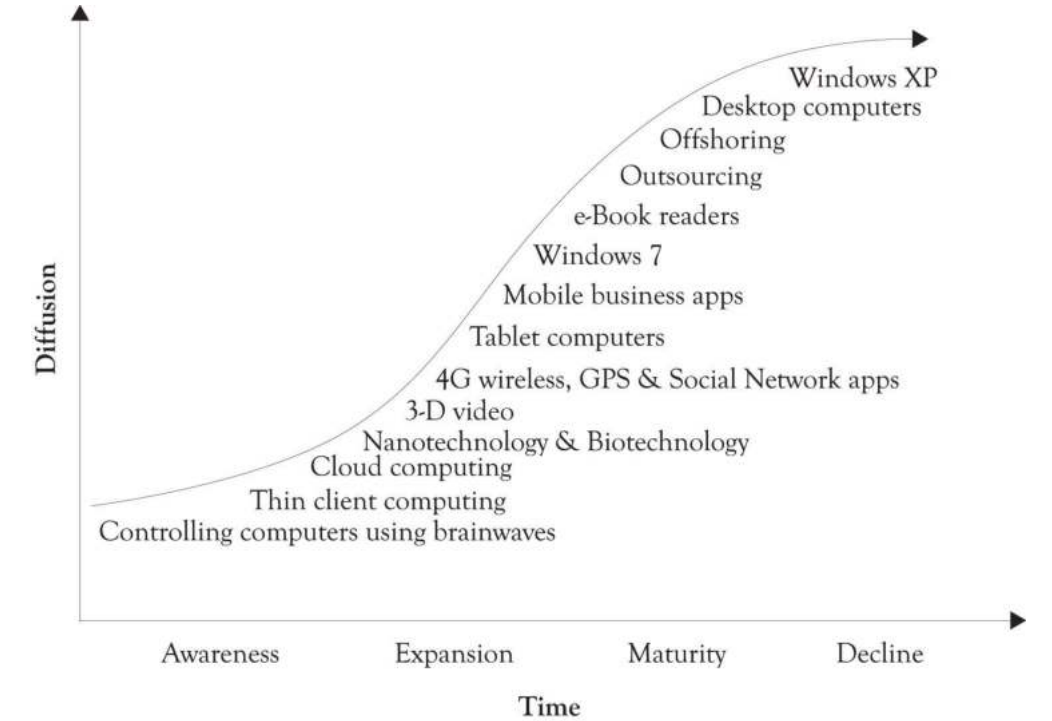 Windows XP
Desktop computers
Offshoring
Outsourcing
e-Book readers
Windows 7
Mobile business apps
Tablet computers
4G wireless, GPS & Social Network apps
3-D video
Nanotechnology & Biotechnology
Cloud computing
Thin client computing
Controlling computers using brainwaves
Diffusion
Awareness Expansion Maturity Decline
Time